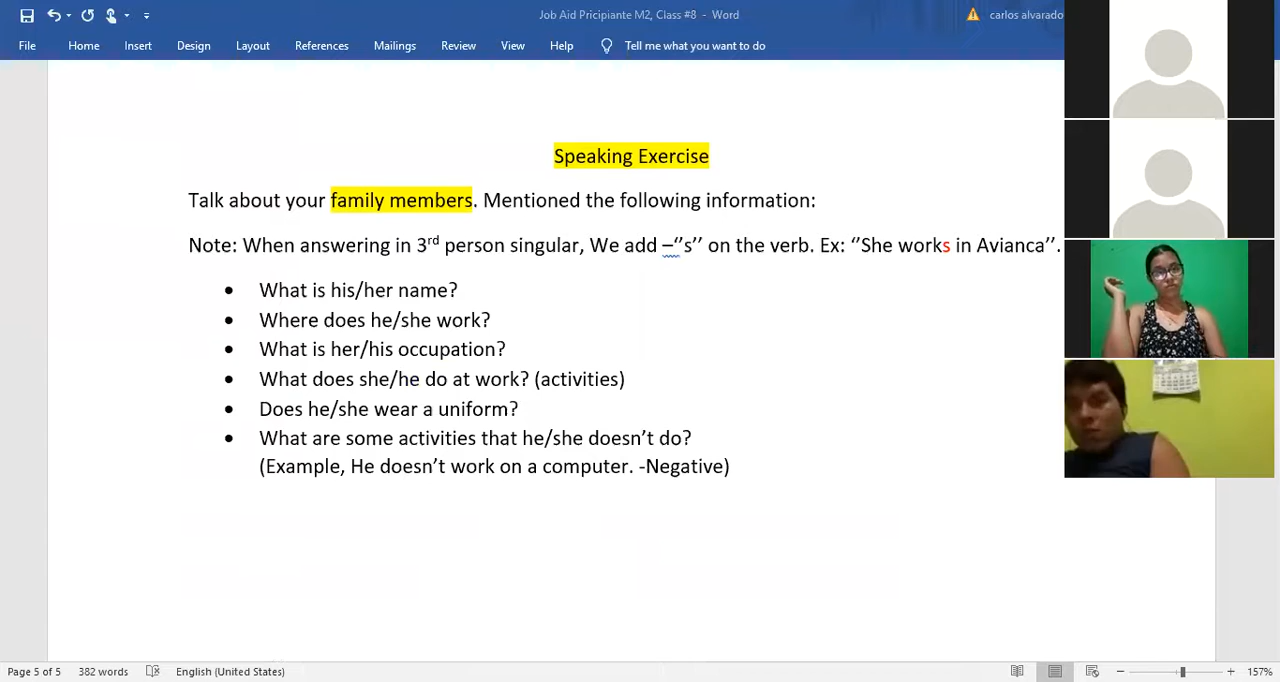 Job Aid Pricipiante M2, Class #8 - Word
carlos alvarado
File Home Insert Design Layout References Mailings Review View Help Tell me what you want to do
Speaking Exercise
Talk about your family members. Mentioned the following information:
Note: When answering in 3rd person singular, We add –‘’s’’ on the verb. Ex: ‘’She works in Avianca’’.
• What is his/her name?
• Where does he/she work?
• What is her/his occupation?
• What does she/he do at work? (activities)
• Does he/she wear a uniform?
• What are some activities that he/she doesn’t do?
(Example, He doesn’t work on a computer. -Negative)
Page 5 of 5 382 words English (United States) 157%